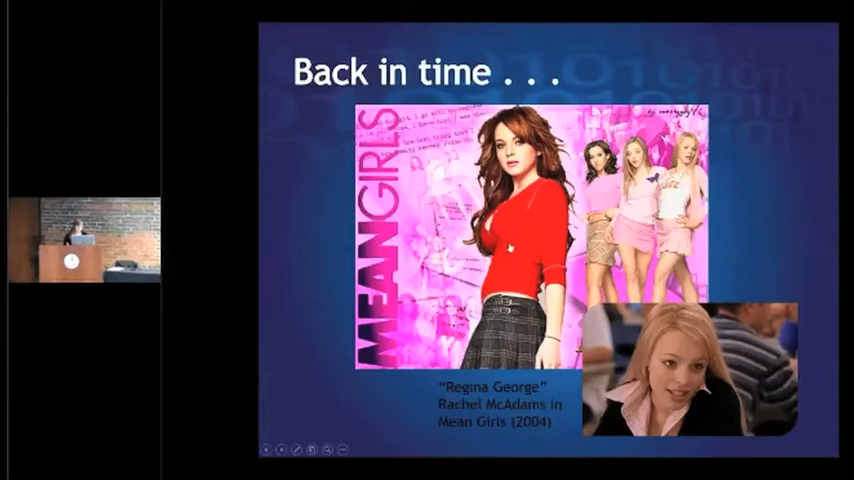 Back in time . . .
MEAN GIRLS
"Regina George"
Rachel McAdams in
Mean Girls (2004)